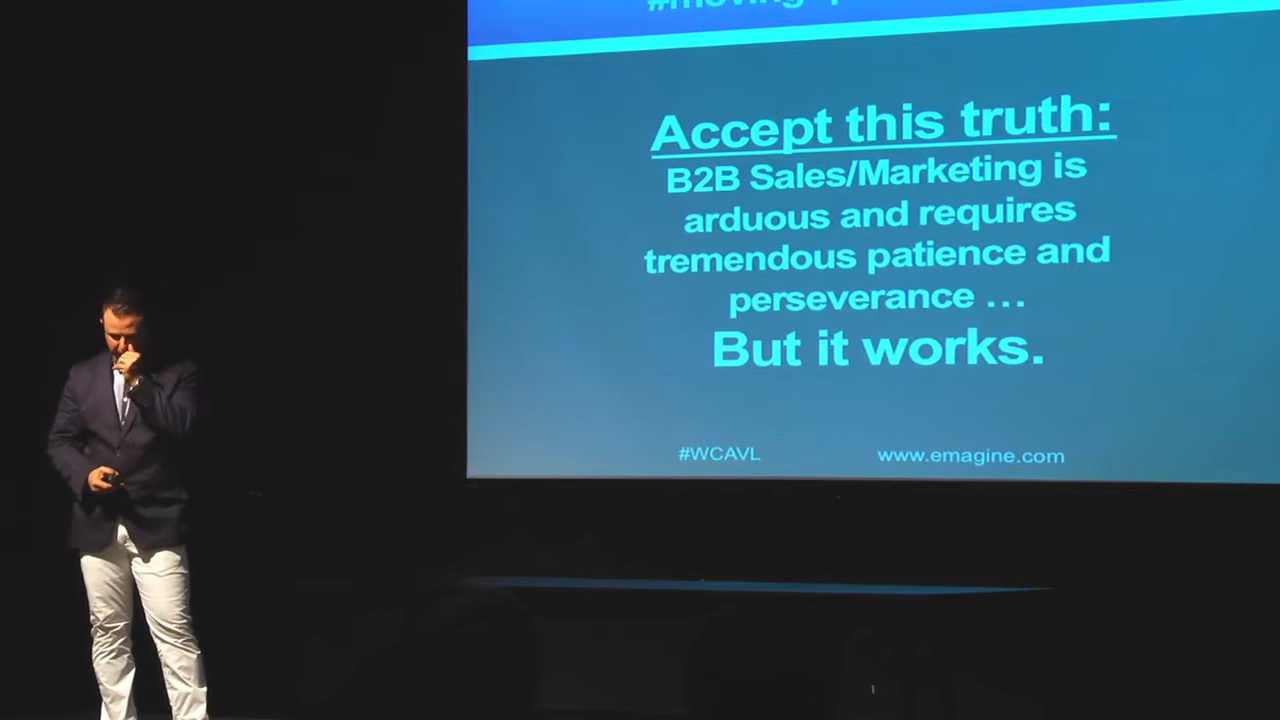 Accept this truth:
B2B Sales/Marketing is
arduous and requires
tremendous patience and
perseverance …
But it works.
#WCAVL www.emagine.com